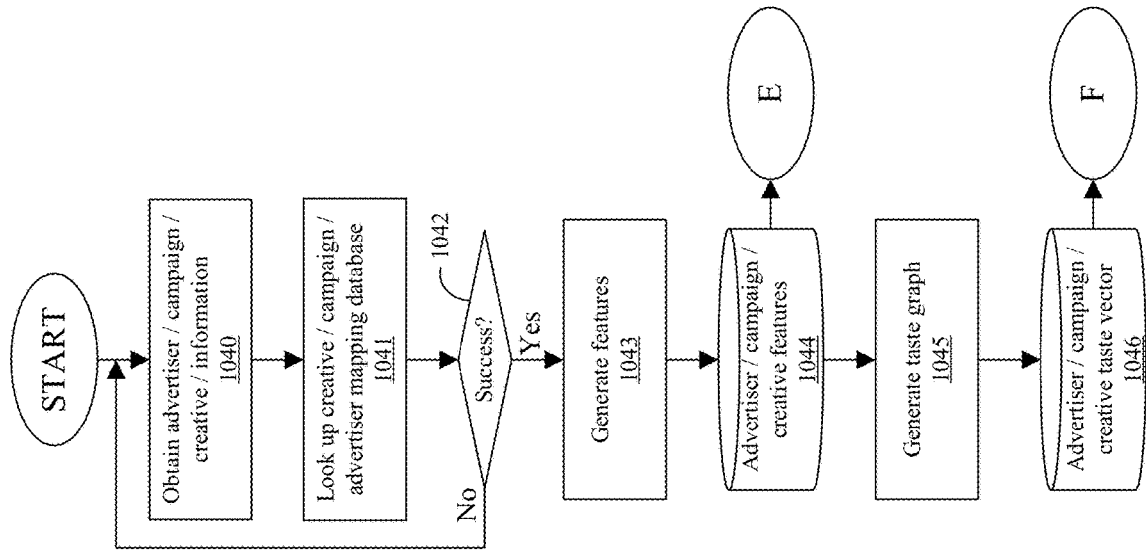 START
Obtain advertiser / campaign /
creative / information
1040
Look up creative / campaign /
advertiser mapping database
1041
1042
Success?
No
Yes
Generate features
1043
Advertiser / campaign /
creative features
1044
E
Generate taste graph
1045
Advertiser / campaign /
creative taste vector
1046
F